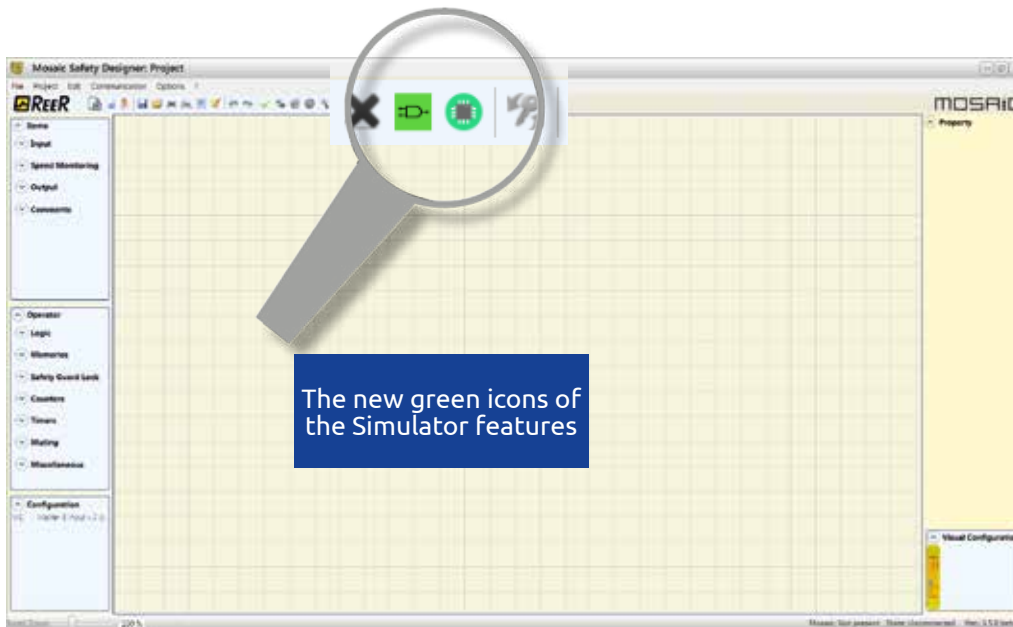 Mosaic Safety Designer: Project
File Project Edit Communication Options ?
REER
MOSAIC
Items
Input
Speed Monitoring
Output
Comments
Property
Operator
Logic
Memories
Safety Guard Lock
Counters
Timers
Muting
Miscellaneous
The new green icons of
the Simulator features
Configuration
Visual Configuration